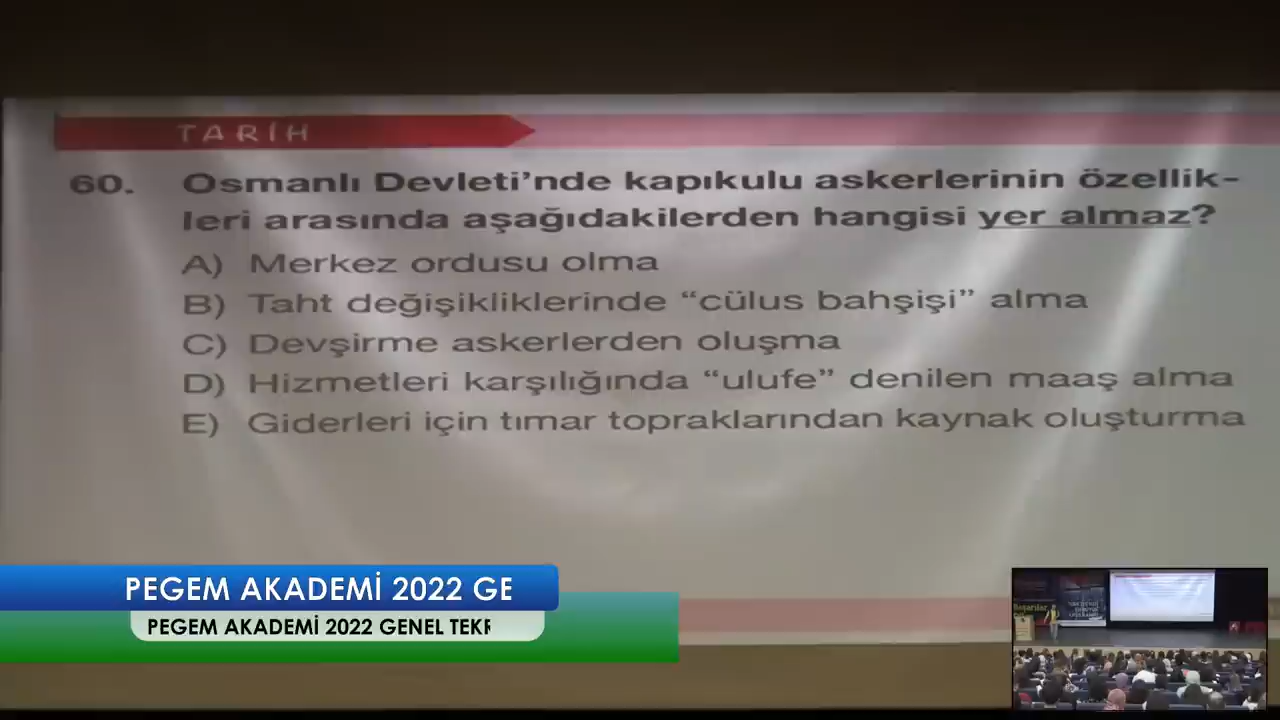 TARİH
60. Osmanlı Devleti’nde kapıkulu askerlerinin özellik-
leri arasında aşağıdakilerden hangisi yer almaz?
A) Merkez ordusu olma
B) Taht değişikliklerinde “cülus bahşişi” alma
C) Devşirme askerlerden oluşma
D) Hizmetleri karşılığında “ulufe” denilen maaş alma
E) Giderleri için tımar topraklarından kaynak oluşturma
PEGEM AKADEMİ 2022 GE
PEGEM AKADEMİ 2022 GENEL TEKR